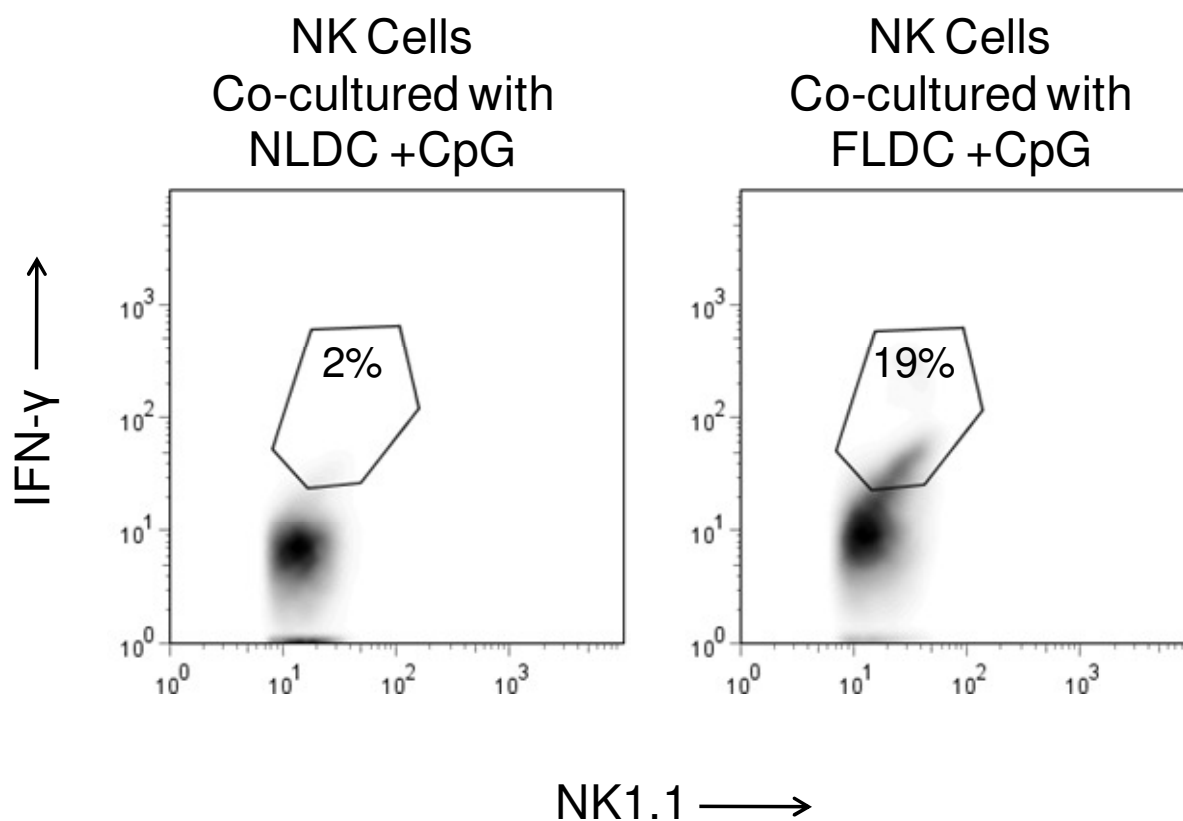 NK Cells
Co-cultured with
NLDC +CpG
NK Cells
Co-cultured with
FLDC +CpG
IFN-γ
10³
10²
10¹
10⁰
2%
10⁰ 10¹ 10² 10³
10³
10²
10¹
10⁰
19%
10⁰ 10¹ 10² 10³
NK1.1